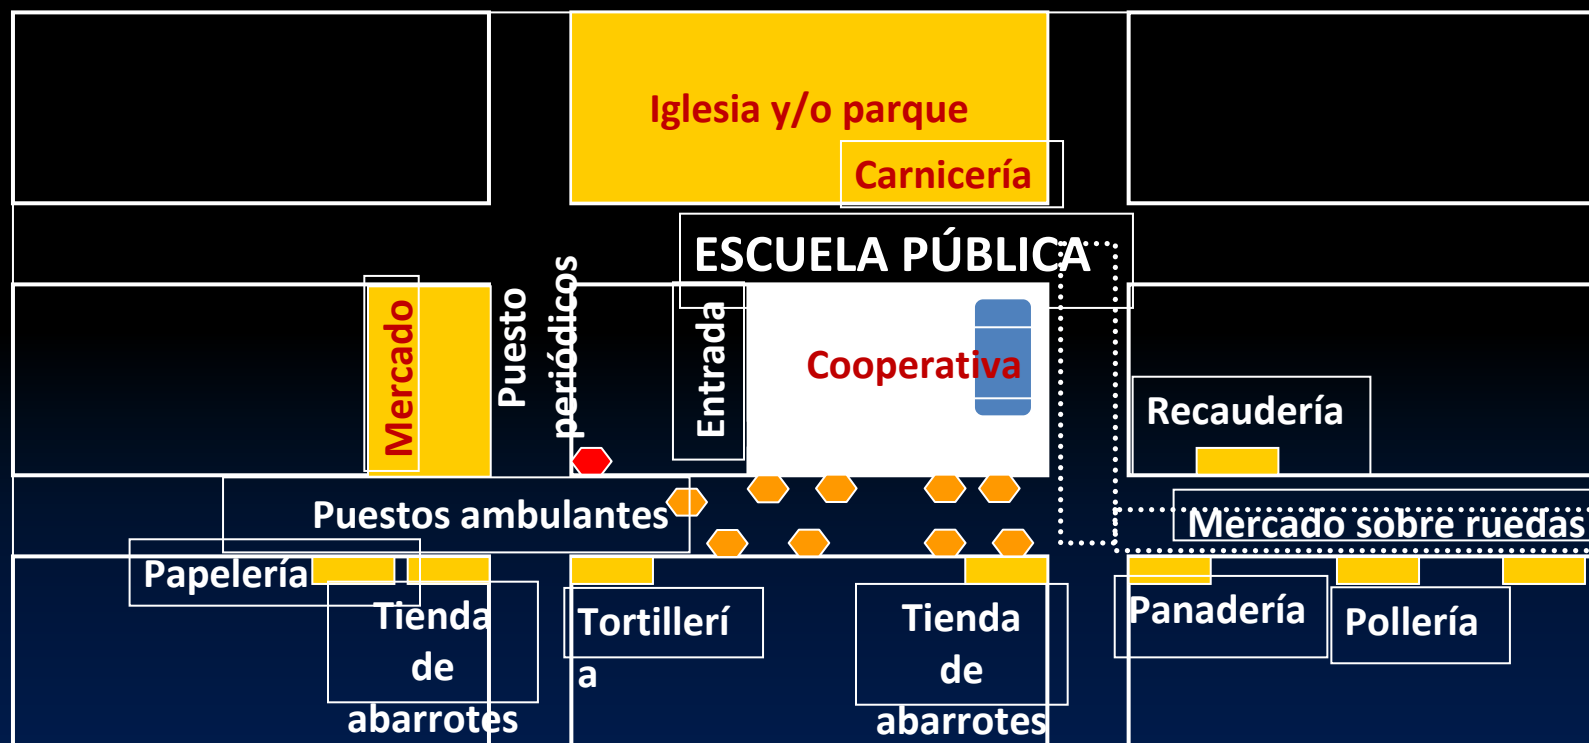 Iglesia y/o parque
Carnicería
ESCUELA PÚBLICA
Mercado
Puesto
periódicos
Entrada
Cooperativa
Recaudería
Puestos ambulantes
Mercado sobre ruedas
Papelería
Tienda
de
abarrotes
Tortillerí
a
Tienda
de
abarrotes
Panadería
Pollería